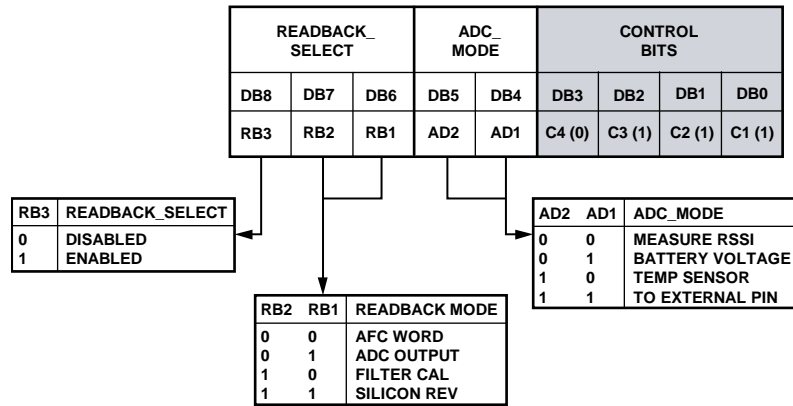 READBACK_ SELECT ADC_ MODE CONTROL BITS
DB8 DB7 DB6 DB5 DB4 DB3 DB2 DB1 DB0
RB3 RB2 RB1 AD2 AD1 C4 (0) C3 (1) C2 (1) C1 (1)
RB3 READBACK_SELECT
0 DISABLED
1 ENABLED
AD2 AD1 ADC_MODE
0 0 MEASURE RSSI
0 1 BATTERY VOLTAGE
1 0 TEMP SENSOR
1 1 TO EXTERNAL PIN
RB2 RB1 READBACK MODE
0 0 AFC WORD
0 1 ADC OUTPUT
1 0 FILTER CAL
1 1 SILICON REV